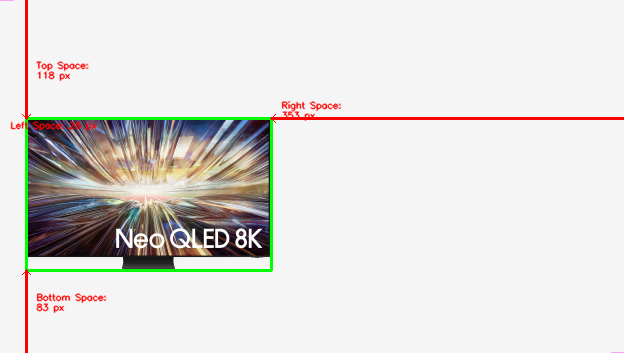 Top Space:
118 px
Right Space:
353 px
Left Space: 26 px
Neo QLED 8K
Bottom Space:
83 px